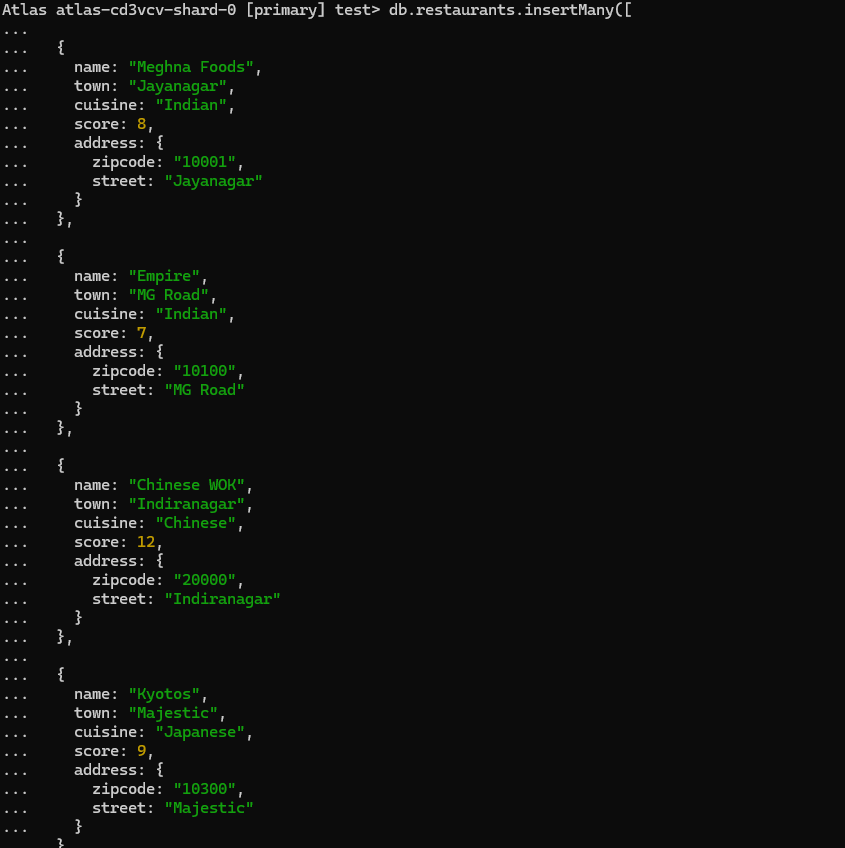 Atlas atlas-cd3vcv-shard-0 [primary] test> db.restaurants.insertMany([
...
...   {
...     name: "Meghna Foods",
...     town: "Jayanagar",
...     cuisine: "Indian",
...     score: 8,
...     address: {
...       zipcode: "10001",
...       street: "Jayanagar"
...     }
...   },
...
...   {
...     name: "Empire",
...     town: "MG Road",
...     cuisine: "Indian",
...     score: 7,
...     address: {
...       zipcode: "10100",
...       street: "MG Road"
...     }
...   },
...
...   {
...     name: "Chinese WOK",
...     town: "Indiranagar",
...     cuisine: "Chinese",
...     score: 12,
...     address: {
...       zipcode: "20000",
...       street: "Indiranagar"
...     }
...   },
...
...   {
...     name: "Kyotos",
...     town: "Majestic",
...     cuisine: "Japanese",
...     score: 9,
...     address: {
...       zipcode: "10300",
...       street: "Majestic"
...     }
...   }